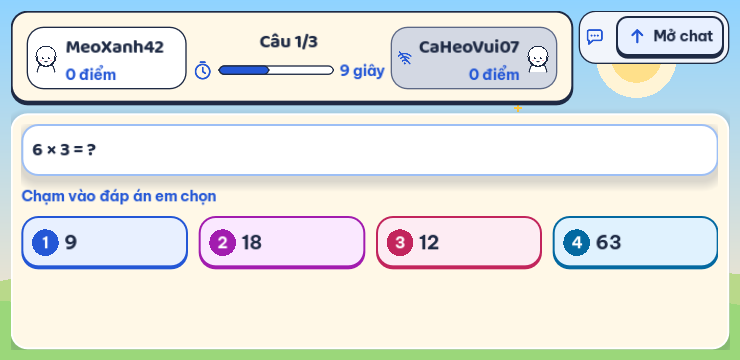 MeoXanh42
0 điểm
Câu 1/3
9 giây
CaHeoVui07
0 điểm
Mở chat
6 × 3 = ?
Chạm vào đáp án em chọn
1 9
2 18
3 12
4 63